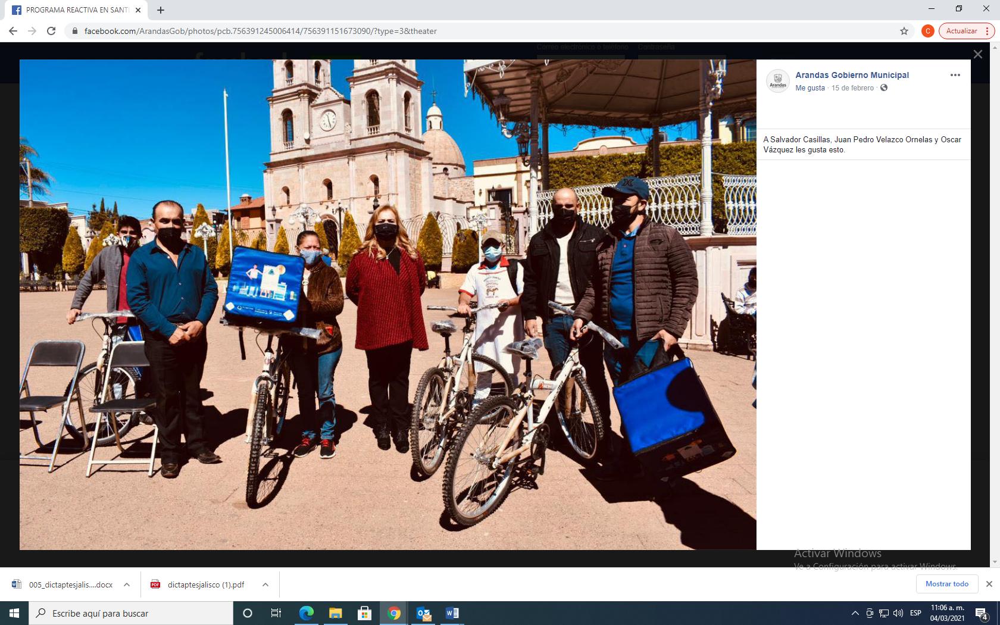 PROGRAMA REACTIVA EN SANTI
facebook.com/ArandasGob/photos/pcb.756391245006414/756391151673090/?type=3&theater
C
Actualizar
Correo electrónico o teléfono Contraseña
Arandas
Arandas Gobierno Municipal
Me gusta · 15 de febrero ·
A Salvador Casillas, Juan Pedro Velazco Ornelas y Oscar
Vázquez les gusta esto.
Activar Windows
Ve a Configuración para activar Windows.
005_dictaptesjalis....docx
PDF
dictaptesjalisco (1).pdf
Mostrar todo
Escribe aquí para buscar
ESP
11:06 a. m.
04/03/2021
4